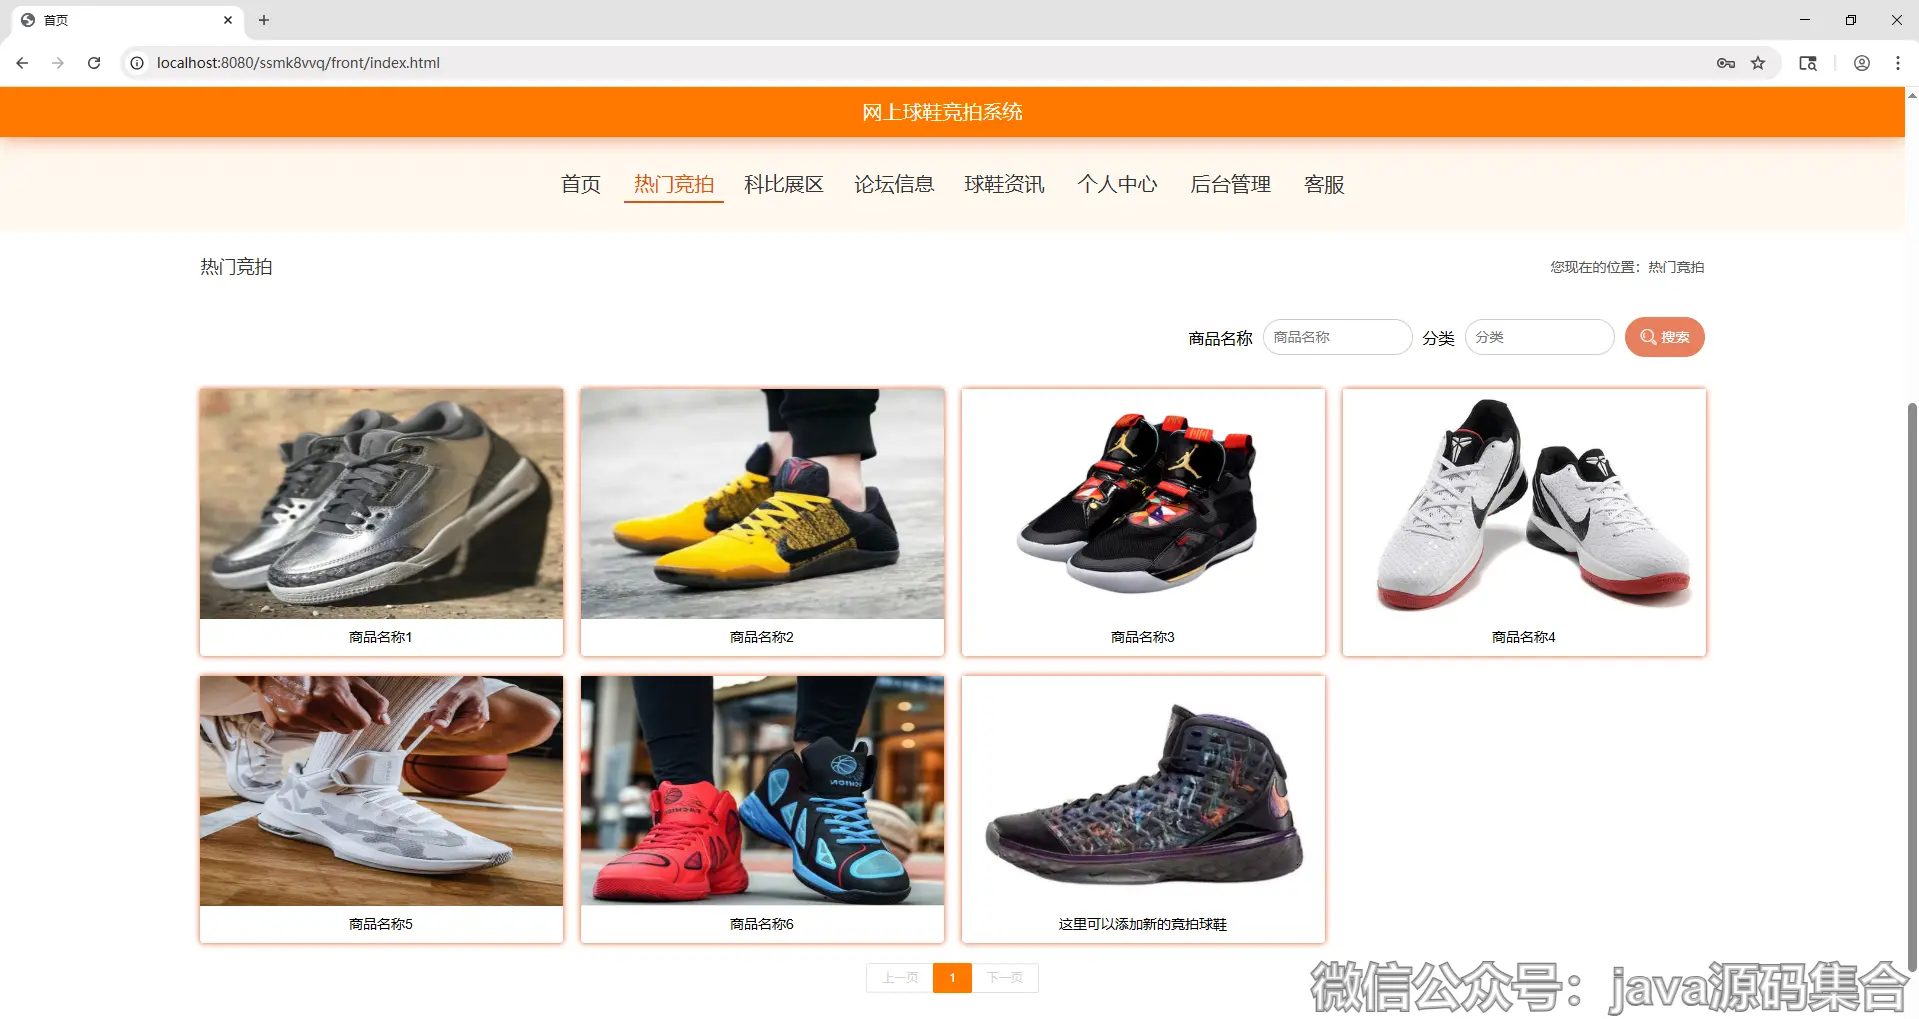 首页
localhost:8080/ssmk8vvq/front/index.html
网上球鞋竞拍系统
首页 热门竞拍 科比展区 论坛信息 球鞋资讯 个人中心 后台管理 客服
热门竞拍 您现在的位置：热门竞拍
商品名称 商品名称 分类 分类 搜索
商品名称1 商品名称2 商品名称3 商品名称4
商品名称5 商品名称6 这里可以添加新的竞拍球鞋
上一页 1 下一页
微信公众号：java源码集合